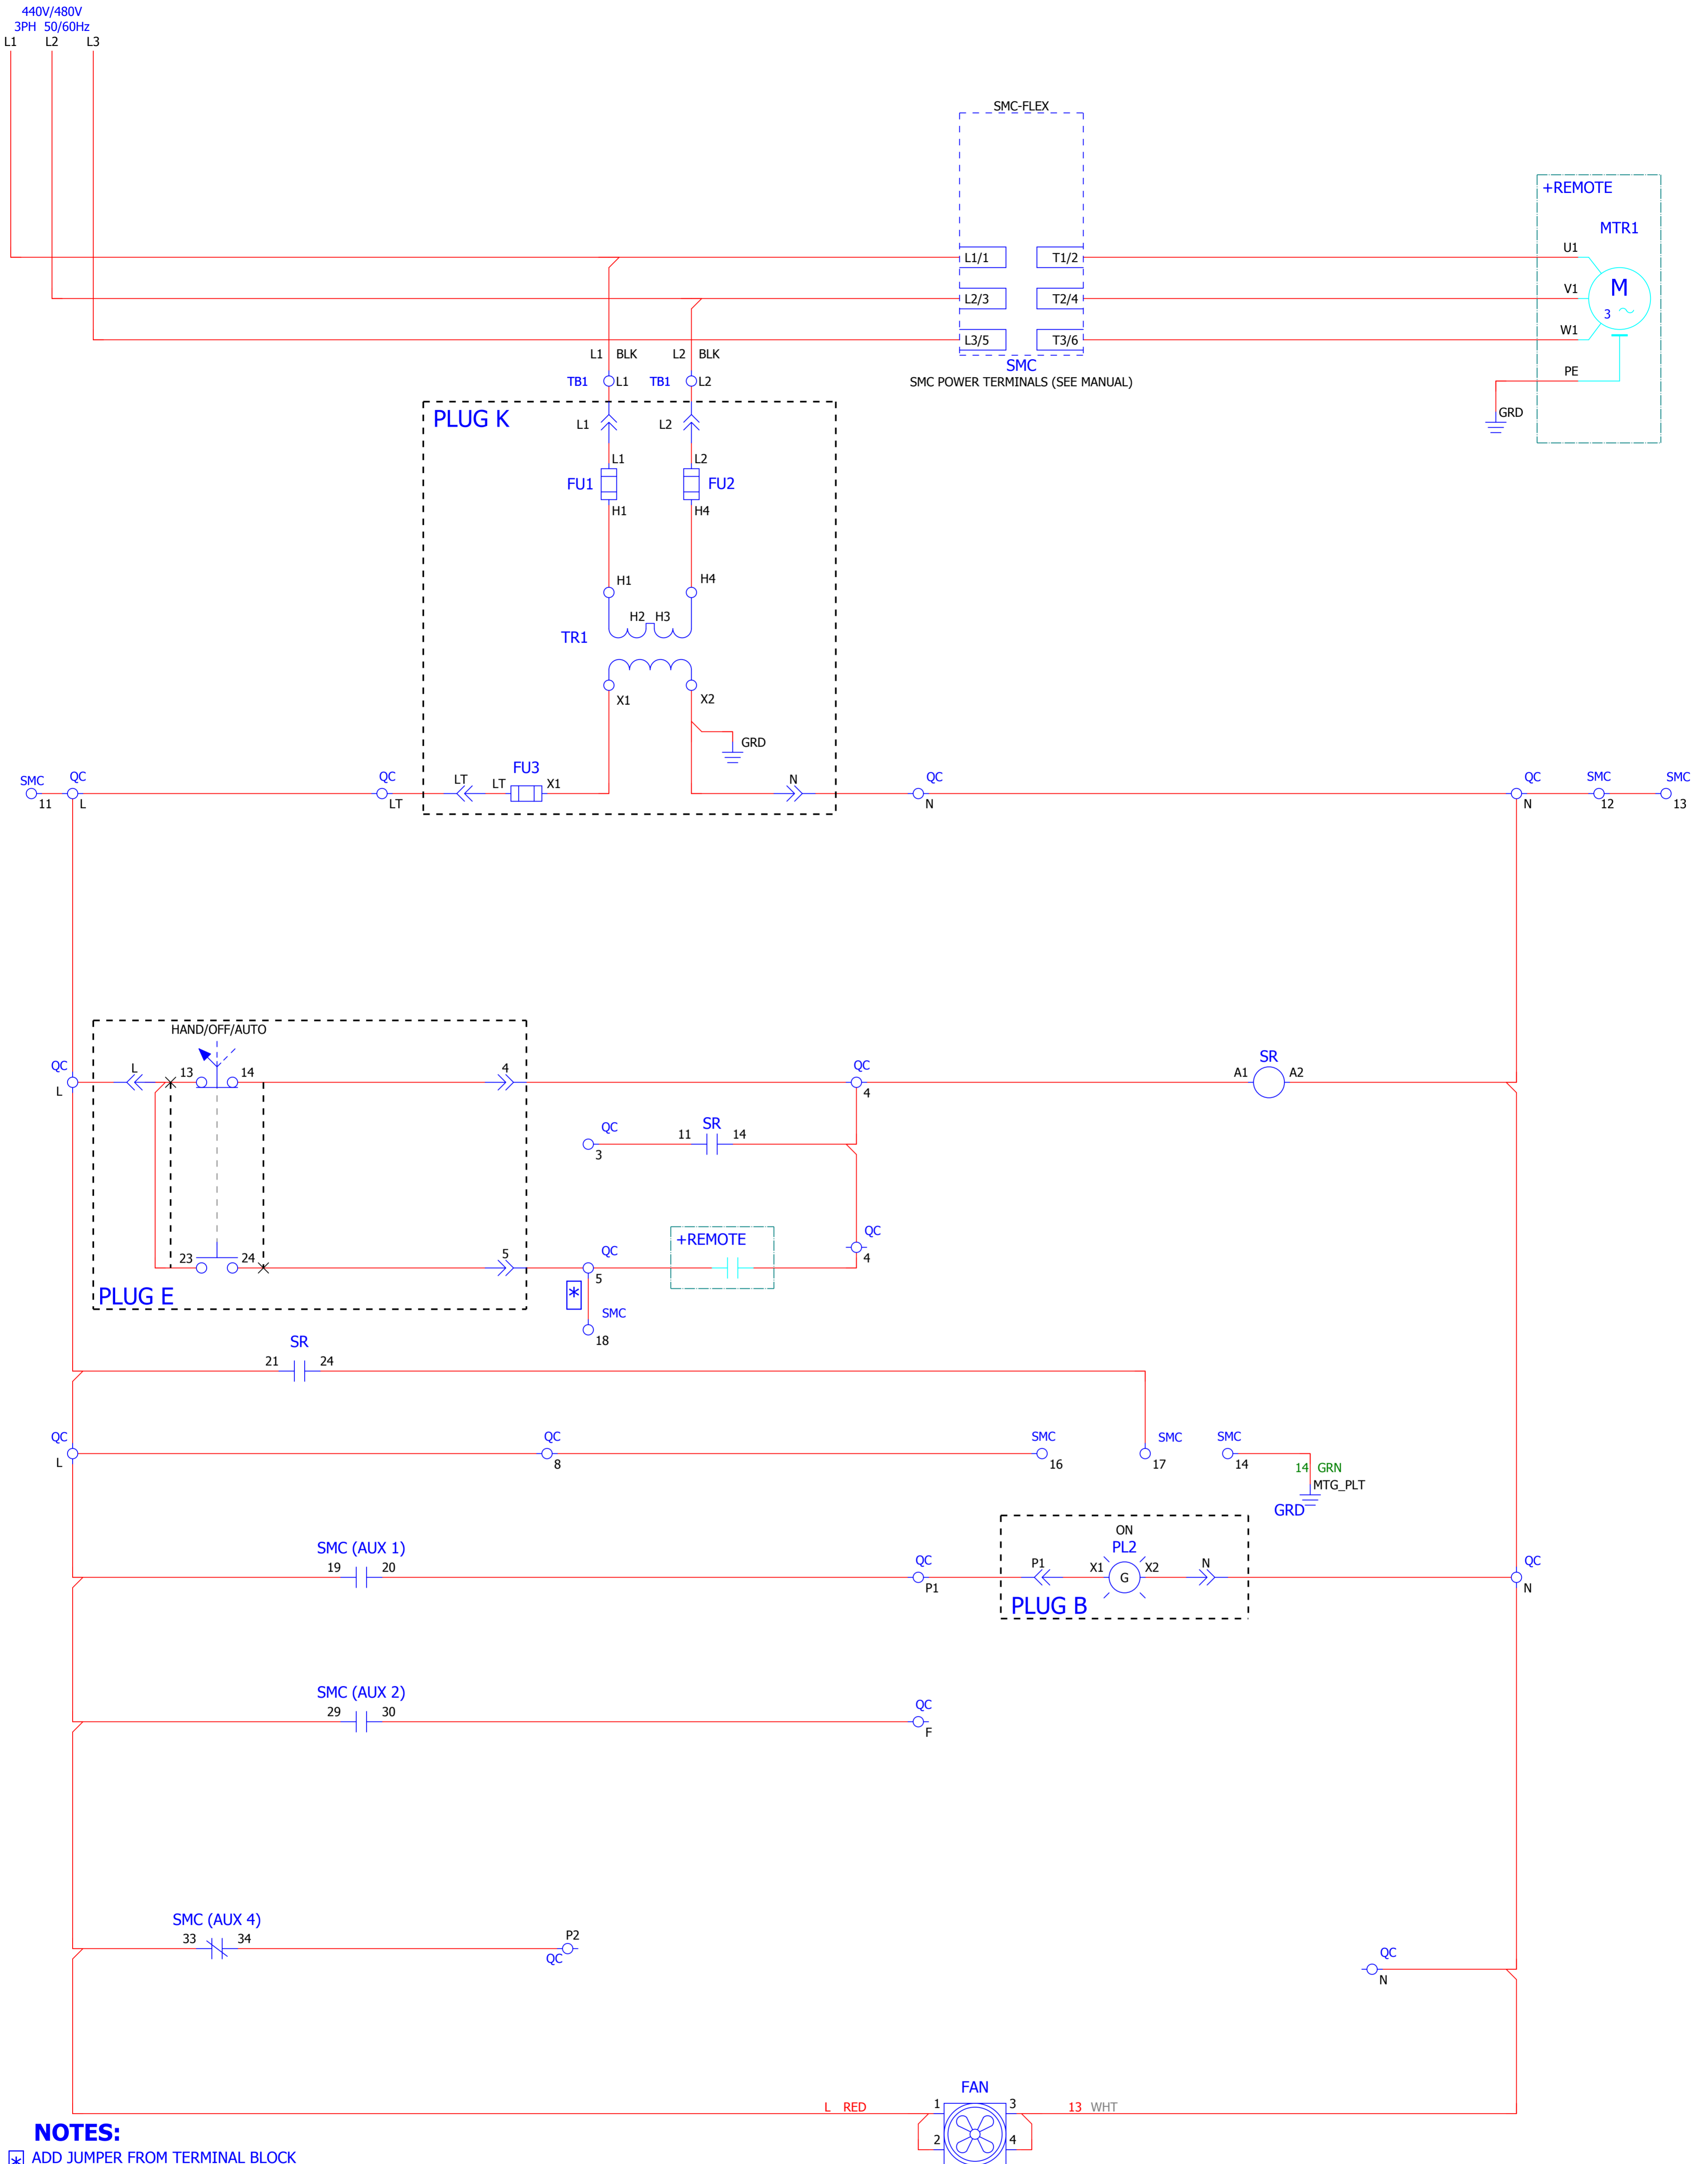 440V/480V
3PH 50/60Hz
L1 L2 L3
SMC-FLEX
+REMOTE
MTR1
L1/1 T1/2 U1
L2/3 T2/4 V1
M
3
L3/5 T3/6 W1
SMC
SMC POWER TERMINALS (SEE MANUAL)
PE
GRD
L1 BLK L2 BLK
TB1 L1 TB1 L2
PLUG K
L1 L2
L1 L2
FU1 FU2
H1 H4
H1 H4
H2 H3
TR1
X1 X2
GRD
FU3
SMC QC QC LT LT X1 N QC QC SMC SMC
11 L LT N N 12 13
HAND/OFF/AUTO
QC L 13 14 4 QC SR
L 4 A1 A2
QC SR
3 11 14
+REMOTE QC
4
23 24 5 QC
5
PLUG E
* SMC
18
SR
21 24
QC QC SMC SMC SMC
L 8 16 17 14
14 GRN
MTG_PLT
GRD
ON
SMC (AUX 1) PL2
19 20 QC P1 X1 X2 N QC
P1 G N
PLUG B
SMC (AUX 2)
29 30 QC
F
SMC (AUX 4)
33 34 P2
QC
QC
N
FAN
L RED 1 3 13 WHT
2 4
NOTES:
* ADD JUMPER FROM TERMINAL BLOCK